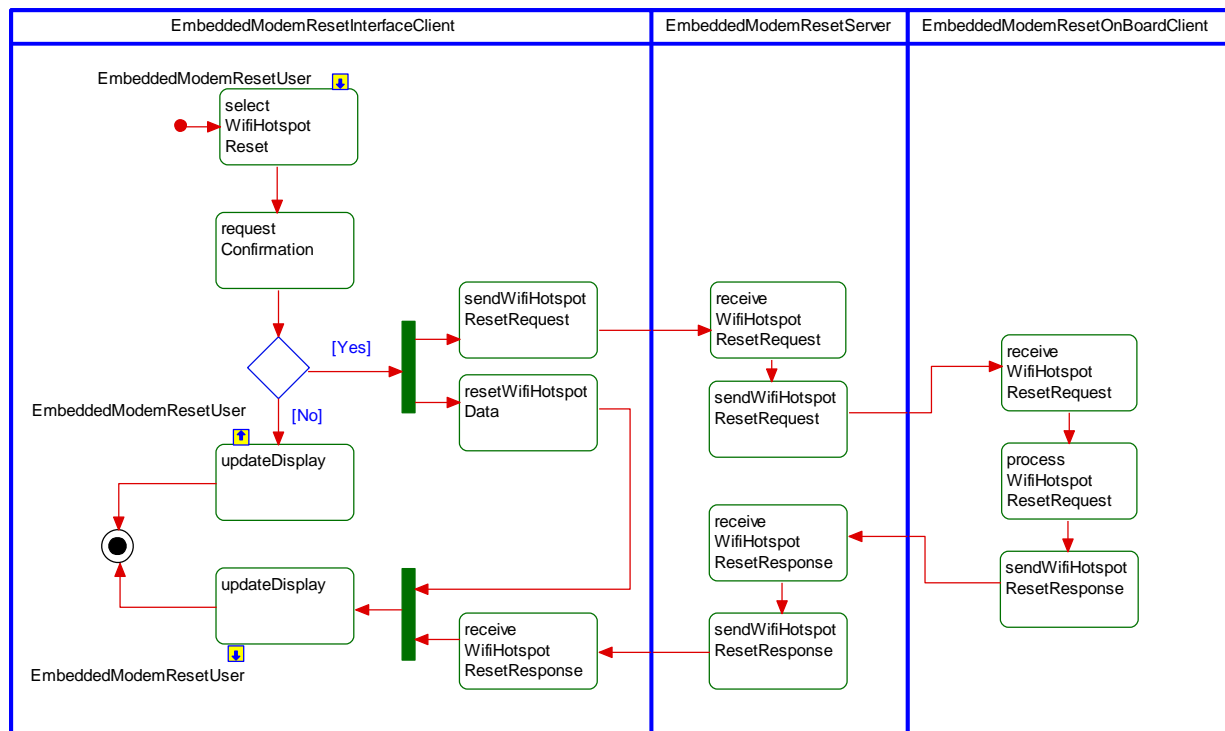 EmbeddedModemResetInterfaceClient
EmbeddedModemResetServer
EmbeddedModemResetOnBoardClient
EmbeddedModemResetUser
select
WifiHotspot
Reset
request
Confirmation
[Yes]
[No]
EmbeddedModemResetUser
updateDisplay
updateDisplay
EmbeddedModemResetUser
sendWifiHotspot
ResetRequest
resetWifiHotspot
Data
receive
WifiHotspot
ResetResponse
receive
WifiHotspot
ResetRequest
sendWifiHotspot
ResetRequest
receive
WifiHotspot
ResetResponse
sendWifiHotspot
ResetResponse
receive
WifiHotspot
ResetRequest
process
WifiHotspot
ResetRequest
sendWifiHotspot
ResetResponse